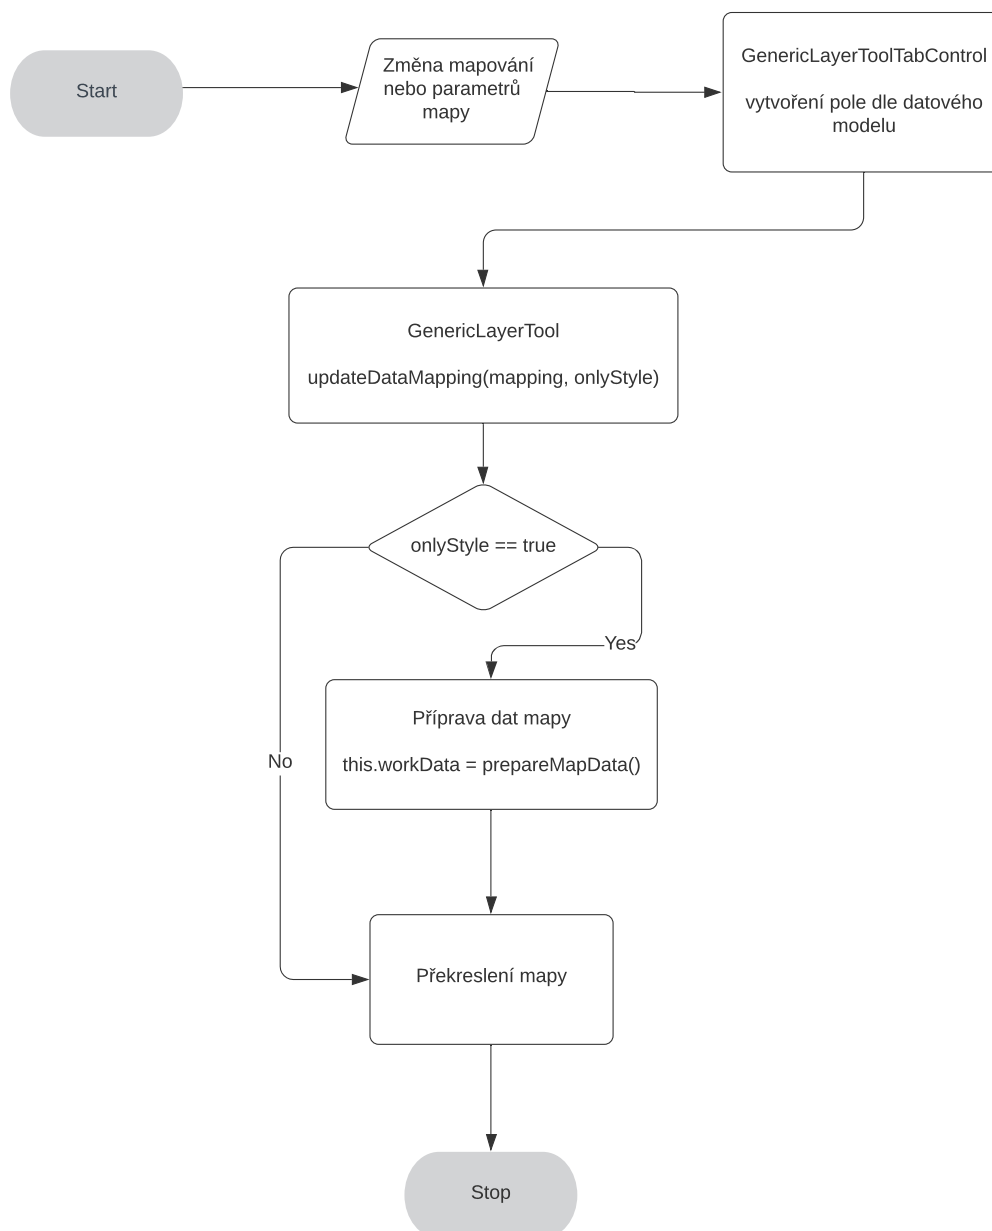 Start
Změna mapování
nebo parametrů
mapy
GenericLayerToolTabControl
vytvoření pole dle datového
modelu
GenericLayerTool
updateDataMapping(mapping, onlyStyle)
onlyStyle == true
Yes
Příprava dat mapy
this.workData = prepareMapData()
No
Překreslení mapy
Stop